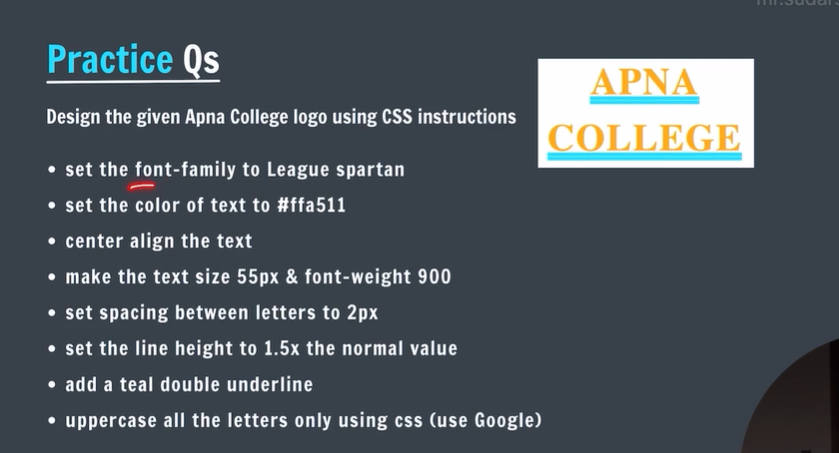 Practice Qs
Design the given Apna College logo using CSS instructions
• set the font-family to League spartan
• set the color of text to #ffa511
• center align the text
• make the text size 55px & font-weight 900
• set spacing between letters to 2px
• set the line height to 1.5x the normal value
• add a teal double underline
• uppercase all the letters only using css (use Google)
APNA
COLLEGE